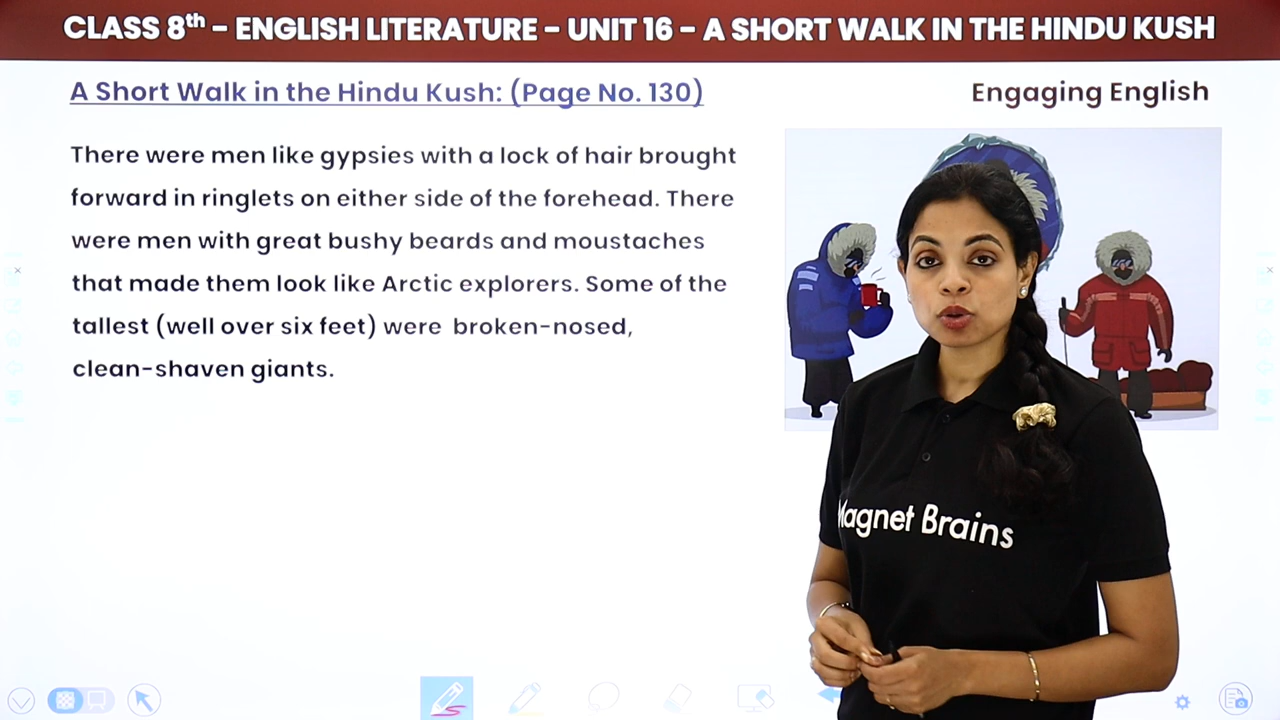 CLASS 8th – ENGLISH LITERATURE – UNIT 16 – A SHORT WALK IN THE HINDU KUSH
A Short Walk in the Hindu Kush: (Page No. 130)
Engaging English
There were men like gypsies with a lock of hair brought
forward in ringlets on either side of the forehead. There
were men with great bushy beards and moustaches
that made them look like Arctic explorers. Some of the
tallest (well over six feet) were broken-nosed,
clean-shaven giants.
Magnet Brains